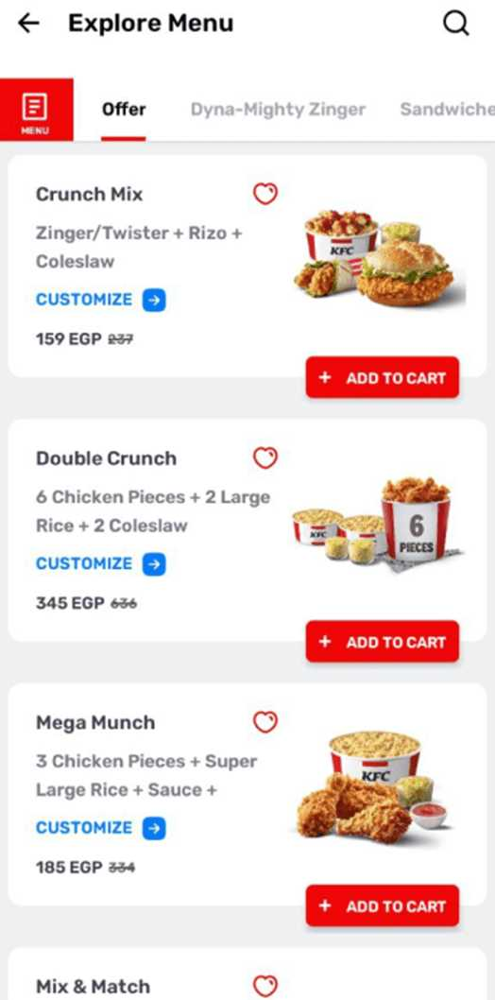 Explore Menu
MENU
Offer
Dyna-Mighty Zinger
Sandwiche
Crunch Mix
Zinger/Twister + Rizo +
Coleslaw
CUSTOMIZE
159 EGP 237
KFC
+ ADD TO CART
Double Crunch
6 Chicken Pieces + 2 Large
Rice + 2 Coleslaw
CUSTOMIZE
345 EGP 636
KFC
6
PIECES
+ ADD TO CART
Mega Munch
3 Chicken Pieces + Super
Large Rice + Sauce +
CUSTOMIZE
185 EGP 334
KFC
+ ADD TO CART
Mix & Match